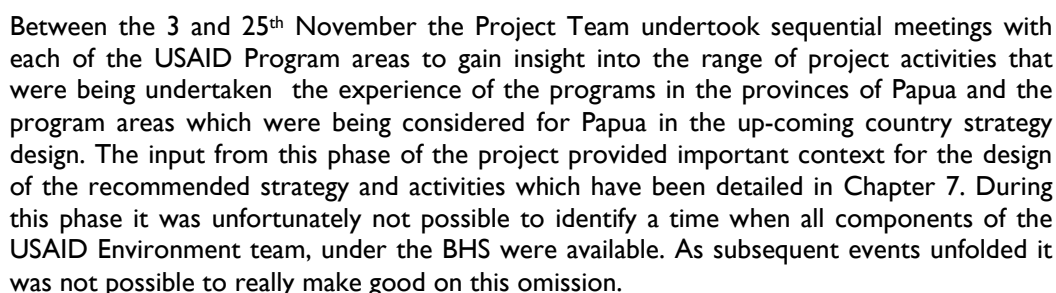 Between the 3 and 25th November the Project Team undertook sequential meetings with
each of the USAID Program areas to gain insight into the range of project activities that
were being undertaken the experience of the programs in the provinces of Papua and the
program areas which were being considered for Papua in the up-coming country strategy
design. The input from this phase of the project provided important context for the design
of the recommended strategy and activities which have been detailed in Chapter 7. During
this phase it was unfortunately not possible to identify a time when all components of the
USAID Environment team, under the BHS were available. As subsequent events unfolded it
was not possible to really make good on this omission.